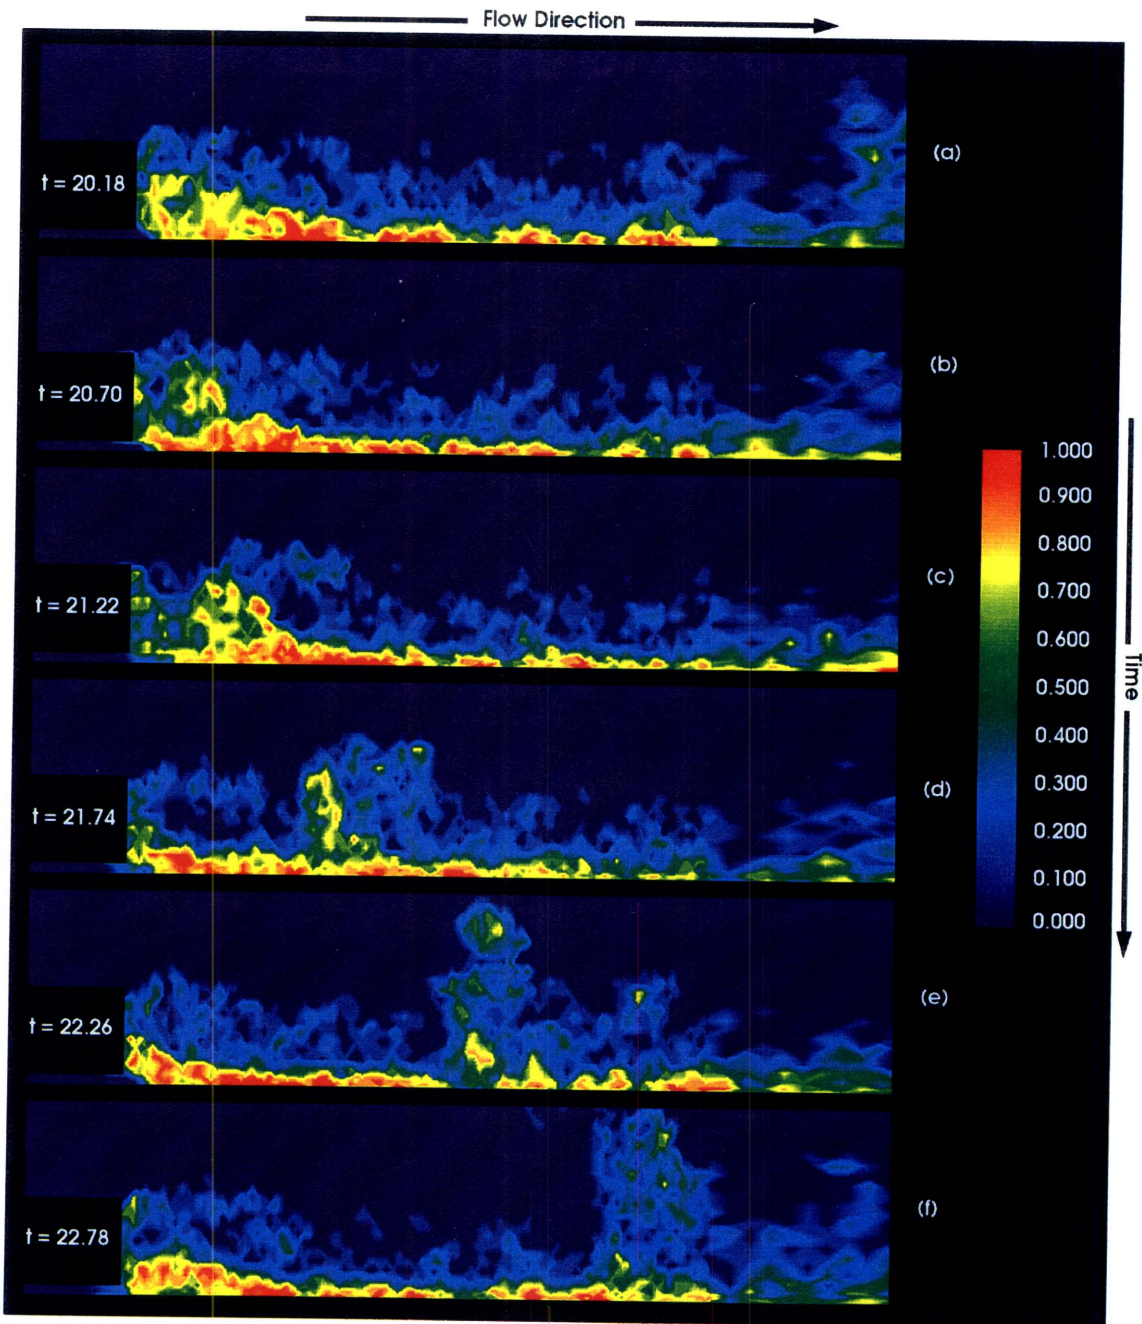 Flow Direction
t = 20.18
(a)
t = 20.70
(b)
t = 21.22
(c)
t = 21.74
(d)
t = 22.26
(e)
t = 22.78
(f)
1.000
0.900
0.800
0.700
0.600
0.500
0.400
0.300
0.200
0.100
0.000
Time